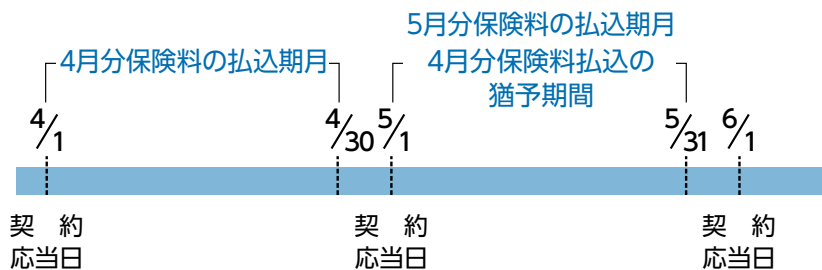 5月分保険料の払込期月
4月分保険料の払込期月
4月分保険料払込の
猶予期間
4/1
4/30
5/1
5/31
6/1
契 約
応当日
契 約
応当日
契 約
応当日